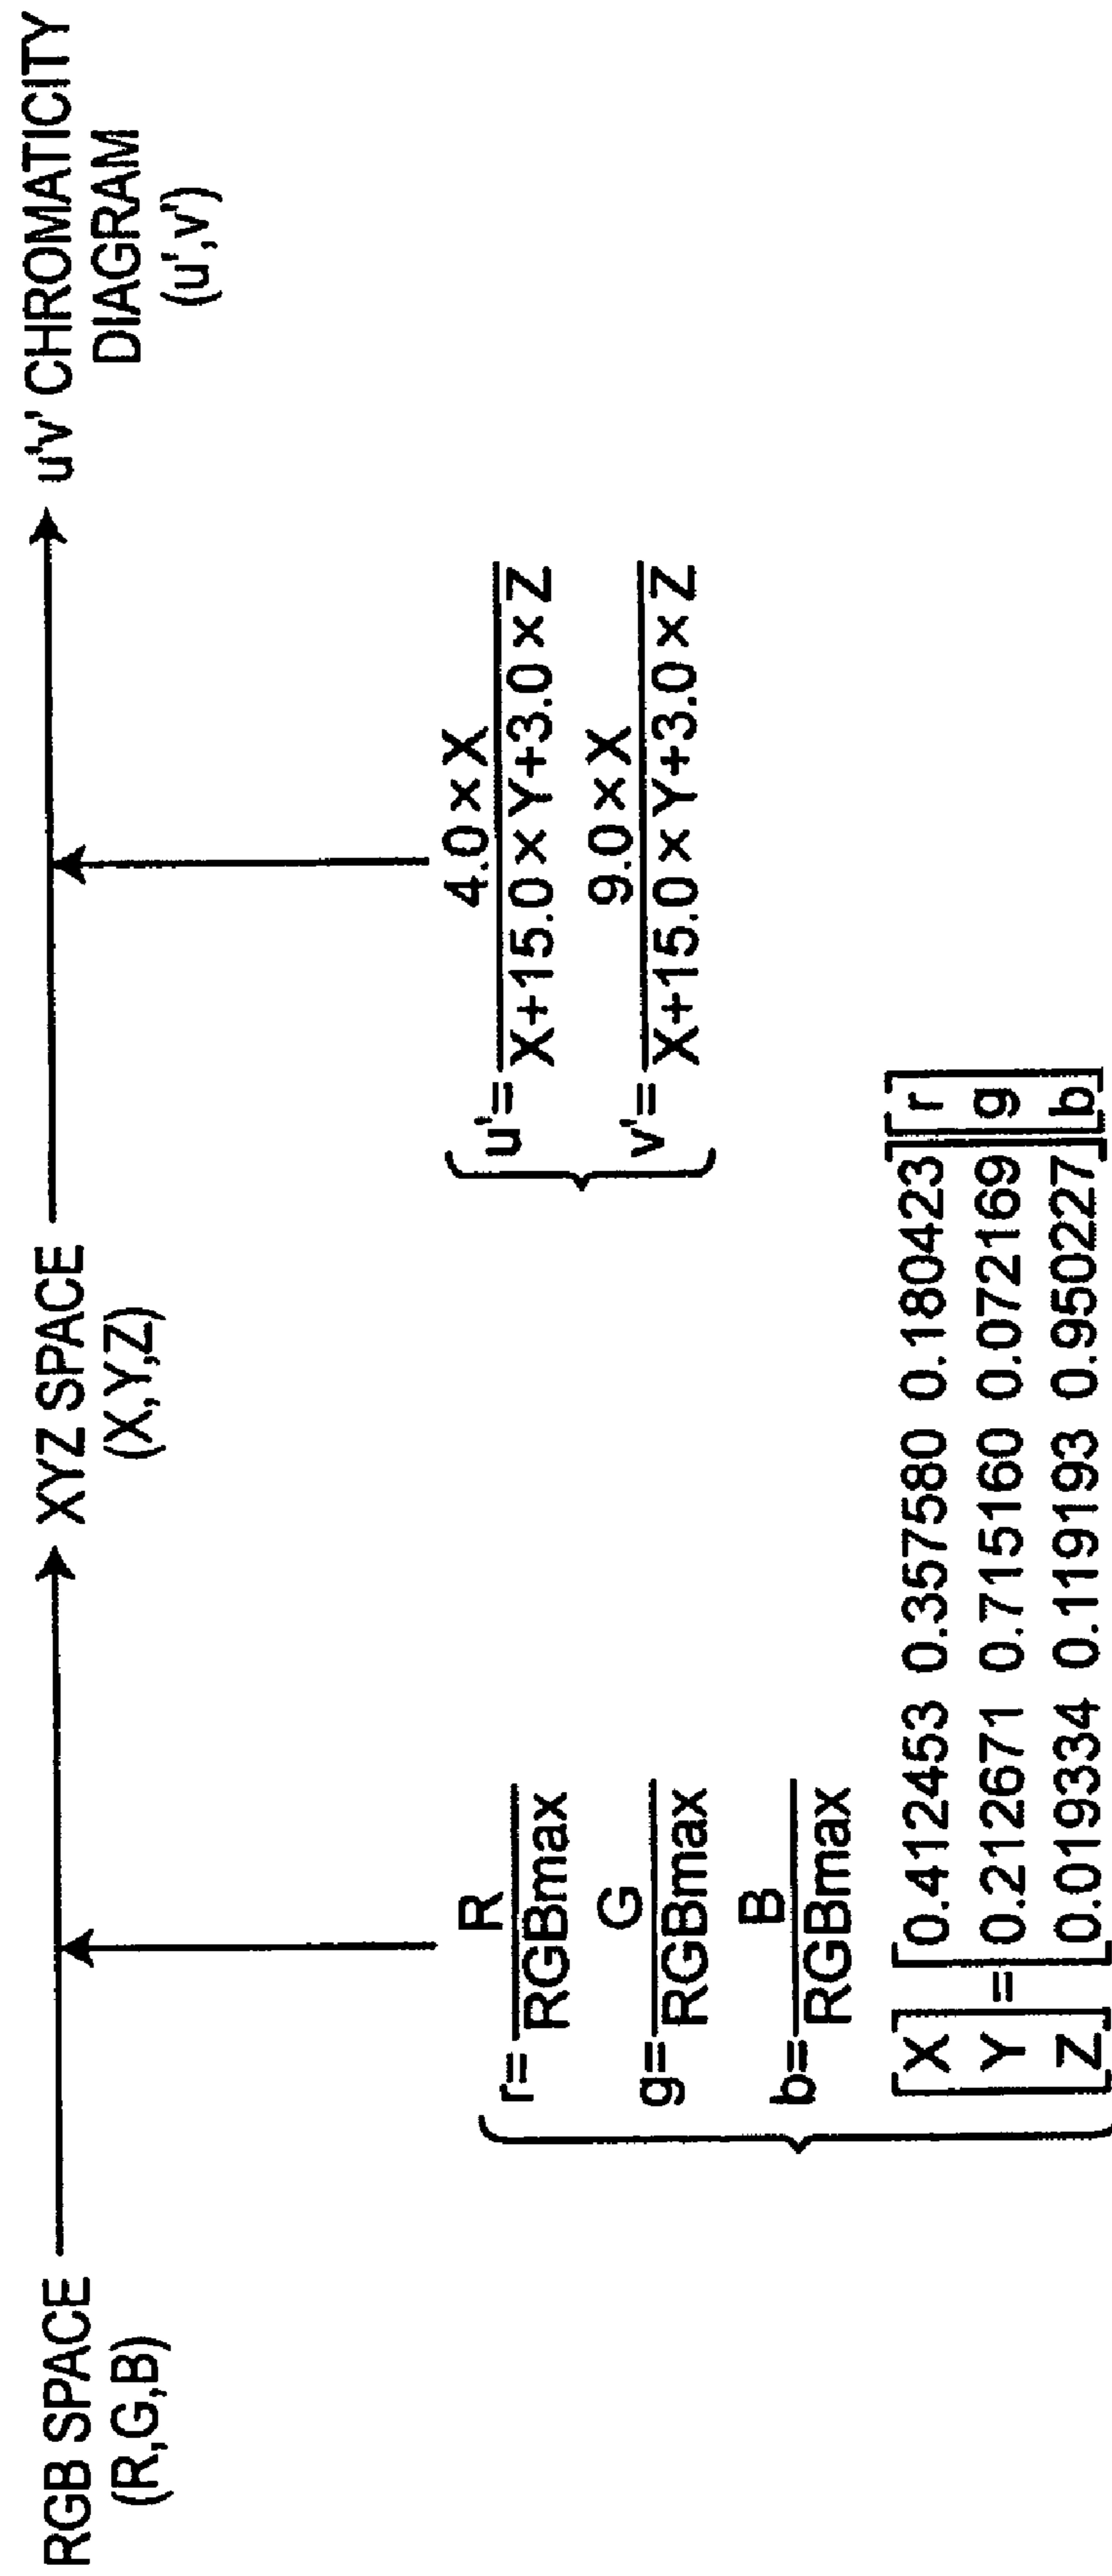 RGB SPACE
(R,G,B)
XYZ SPACE
(X,Y,Z)
u'v' CHROMATICITY
DIAGRAM
(u',v')
r= R / RGBmax
g= G / RGBmax
b= B / RGBmax
[X] [0.412453 0.357580 0.180423] [r]
[Y] = [0.212671 0.715160 0.072169] [g]
[Z] [0.019334 0.119193 0.950227] [b]
u'= 4.0×X / X+15.0×Y+3.0×Z
v'= 9.0×X / X+15.0×Y+3.0×Z